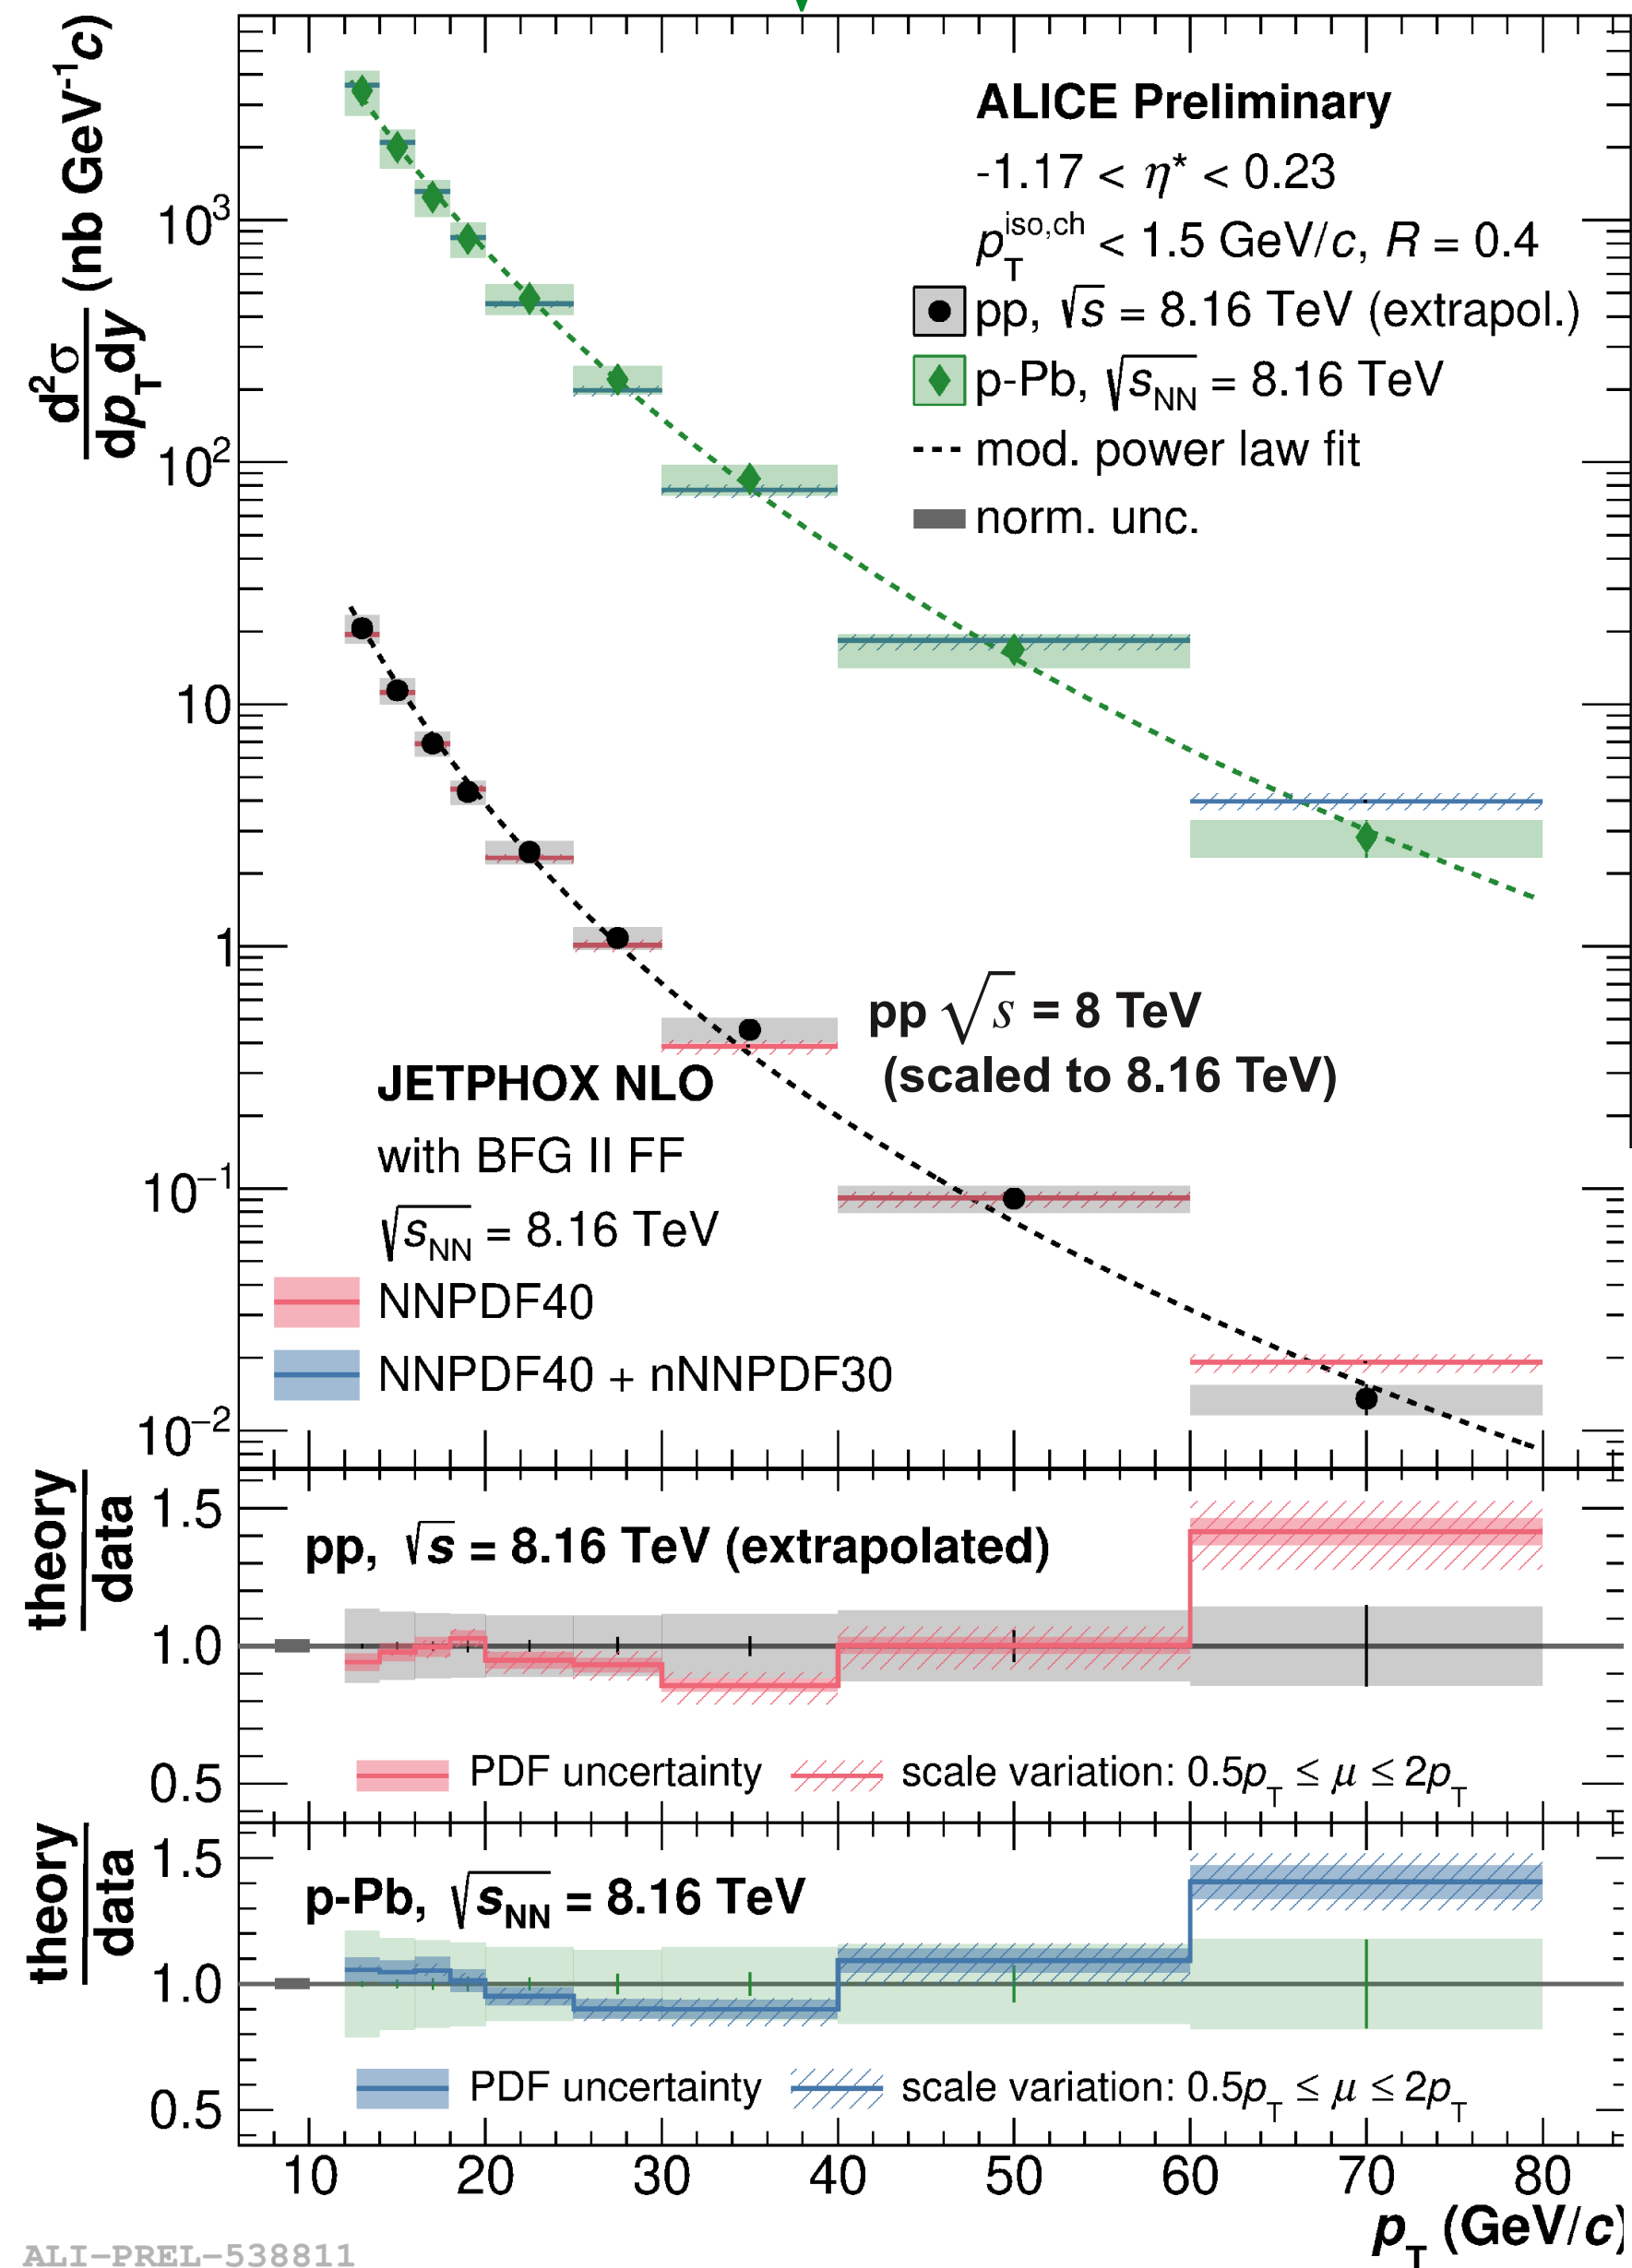 d²σ/dp_T dy (nb GeV⁻¹c)
ALICE Preliminary
-1.17 < η* < 0.23
p_T^iso,ch < 1.5 GeV/c, R = 0.4
pp, √s = 8.16 TeV (extrapol.)
p-Pb, √s_NN = 8.16 TeV
mod. power law fit
norm. unc.
10³
10²
10
1
10⁻¹
10⁻²
pp √s = 8 TeV
(scaled to 8.16 TeV)
JETPHOX NLO
with BFG II FF
√s_NN = 8.16 TeV
NNPDF40
NNPDF40 + nNNPDF30
theory/data
1.5
1.0
0.5
pp, √s = 8.16 TeV (extrapolated)
PDF uncertainty
scale variation: 0.5p_T ≤ μ ≤ 2p_T
theory/data
1.5
1.0
0.5
p-Pb, √s_NN = 8.16 TeV
PDF uncertainty
scale variation: 0.5p_T ≤ μ ≤ 2p_T
10 20 30 40 50 60 70 80
p_T (GeV/c)
ALI-PREL-538811